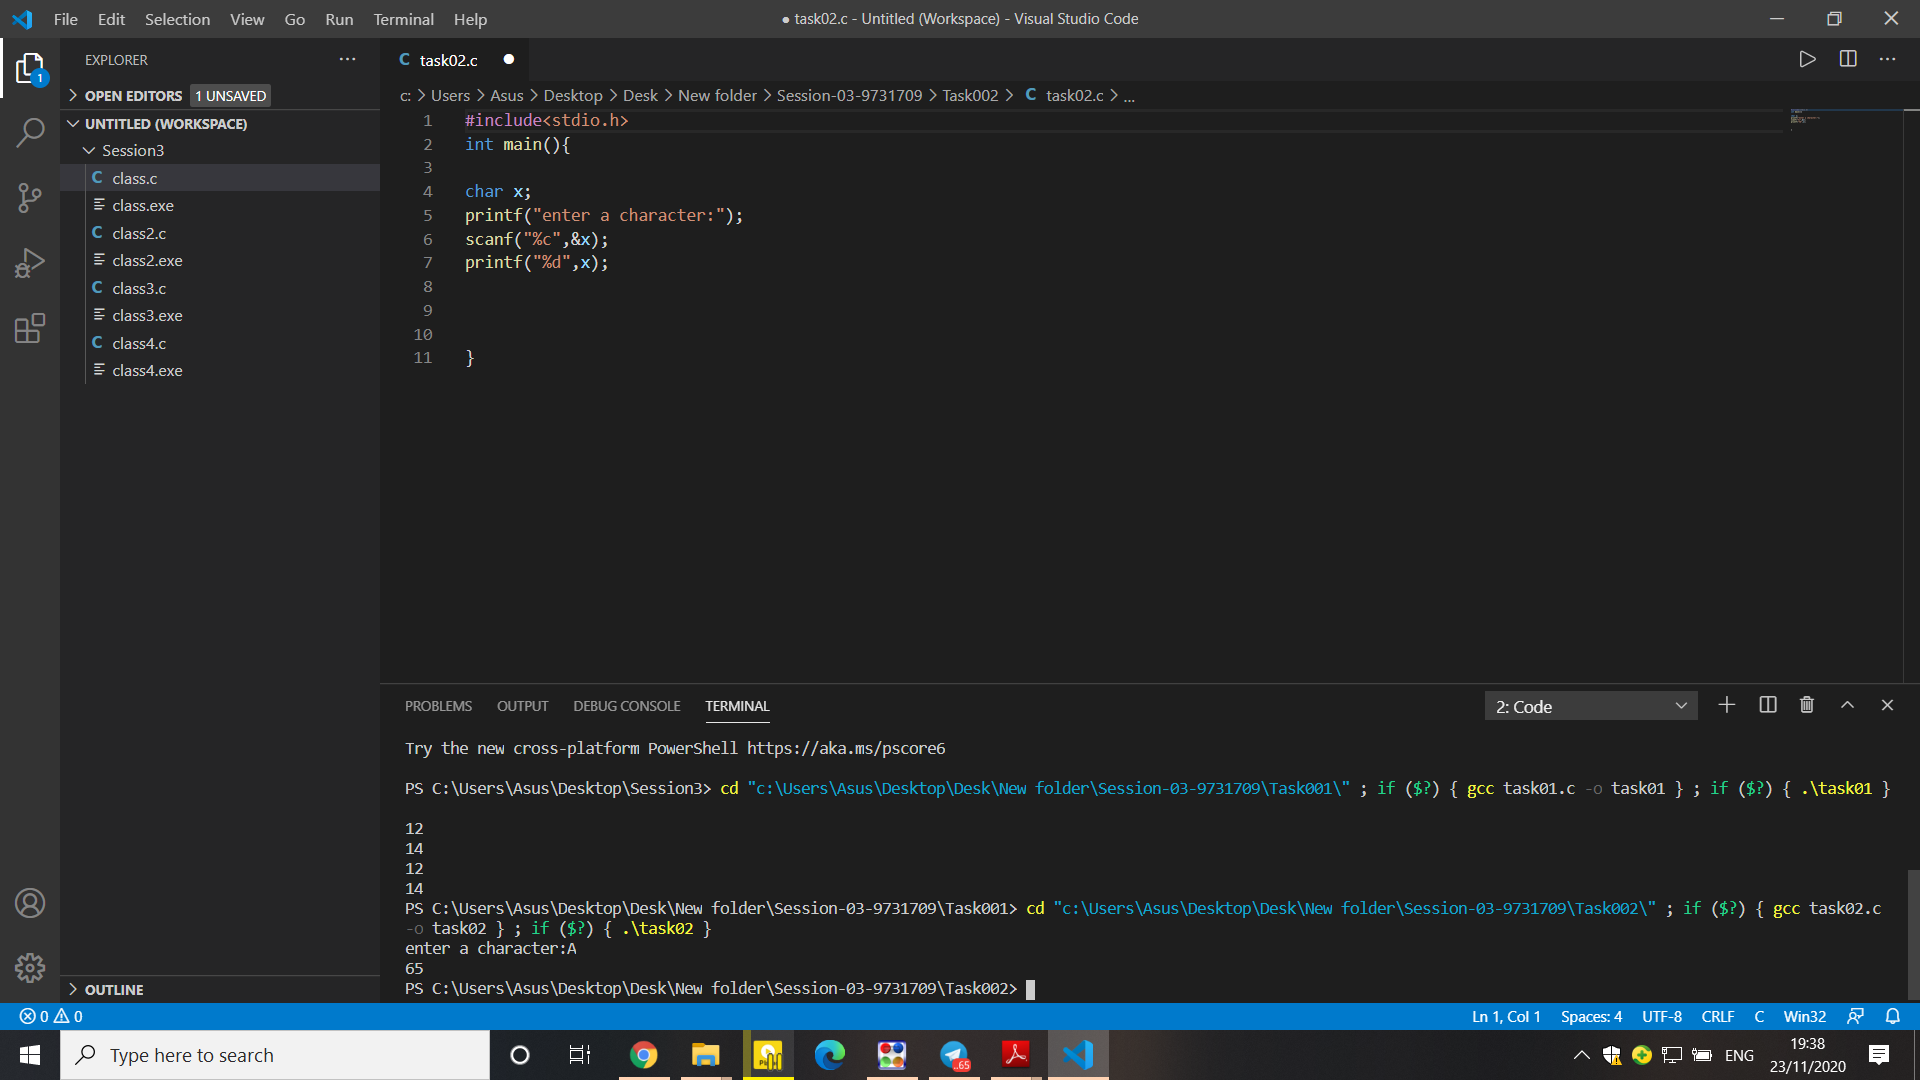 File Edit Selection View Go Run Terminal Help
● task02.c - Untitled (Workspace) - Visual Studio Code
EXPLORER
OPEN EDITORS 1 UNSAVED
UNTITLED (WORKSPACE)
Session3
C class.c
class.exe
C class2.c
class2.exe
C class3.c
class3.exe
C class4.c
class4.exe
OUTLINE
1
C task02.c
c: > Users > Asus > Desktop > Desk > New folder > Session-03-9731709 > Task002 > C task02.c > ...
1 #include<stdio.h>
2 int main(){
3
4 char x;
5 printf("enter a character:");
6 scanf("%c",&x);
7 printf("%d",x);
8
9
10
11 }
PROBLEMS OUTPUT DEBUG CONSOLE TERMINAL
2: Code
Try the new cross-platform PowerShell https://aka.ms/pscore6
PS C:\Users\Asus\Desktop\Session3> cd "c:\Users\Asus\Desktop\Desk\New folder\Session-03-9731709\Task001\" ; if ($?) { gcc task01.c -o task01 } ; if ($?) { .\task01 }
12
14
12
14
PS C:\Users\Asus\Desktop\Desk\New folder\Session-03-9731709\Task001> cd "c:\Users\Asus\Desktop\Desk\New folder\Session-03-9731709\Task002\" ; if ($?) { gcc task02.c
-o task02 } ; if ($?) { .\task02 }
enter a character:A
65
PS C:\Users\Asus\Desktop\Desk\New folder\Session-03-9731709\Task002>
0 0
Ln 1, Col 1 Spaces: 4 UTF-8 CRLF C Win32
Type here to search
..65
ENG
19:38
23/11/2020